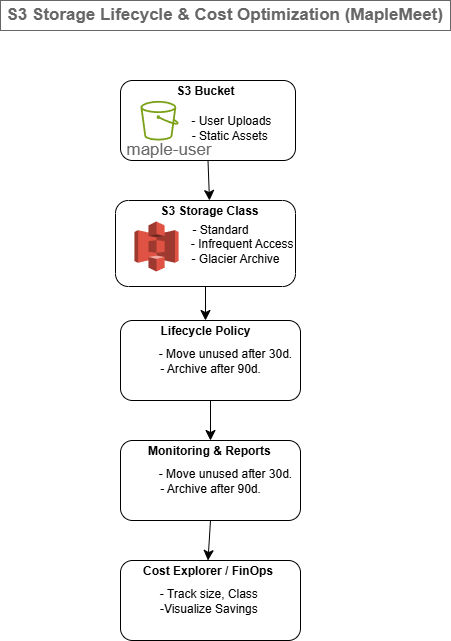 S3 Storage Lifecycle & Cost Optimization (MapleMeet)
S3 Bucket
- User Uploads
- Static Assets
maple-user
S3 Storage Class
- Standard
- Infrequent Access
- Glacier Archive
Lifecycle Policy
- Move unused after 30d.
- Archive after 90d.
Monitoring & Reports
- Move unused after 30d.
- Archive after 90d.
Cost Explorer / FinOps
- Track size, Class
-Visualize Savings